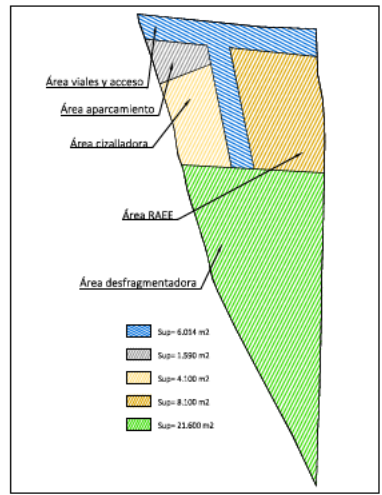 Área viales y acceso
Área aparcamiento
Área cizalladora
Área RAEE
Área desfragmentadora
Sup= 6.054 m2
Sup= 1.590 m2
Sup= 4.100 m2
Sup= 8.100 m2
Sup= 21.600 m2